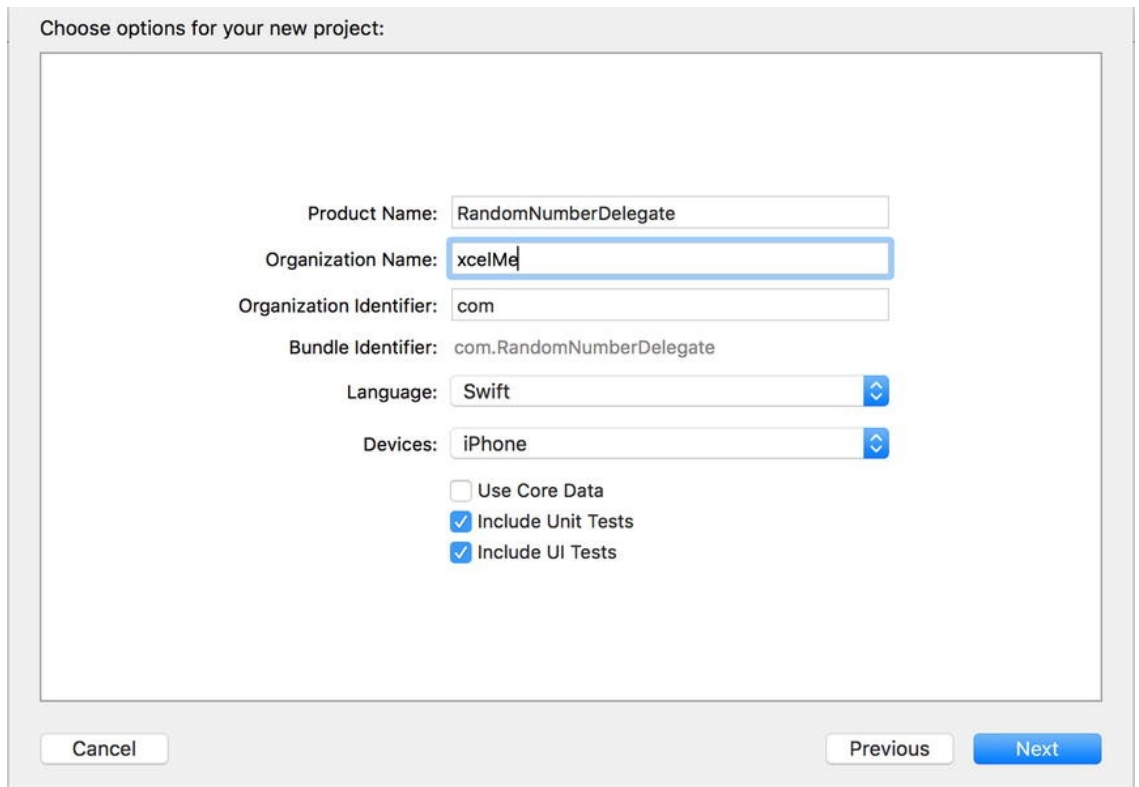 Choose options for your new project:
Product Name: RandomNumberDelegate
Organization Name: xcelMe
Organization Identifier: com
Bundle Identifier: com.RandomNumberDelegate
Language: Swift
Devices: iPhone
Use Core Data
Include Unit Tests
Include UI Tests
Cancel Previous Next